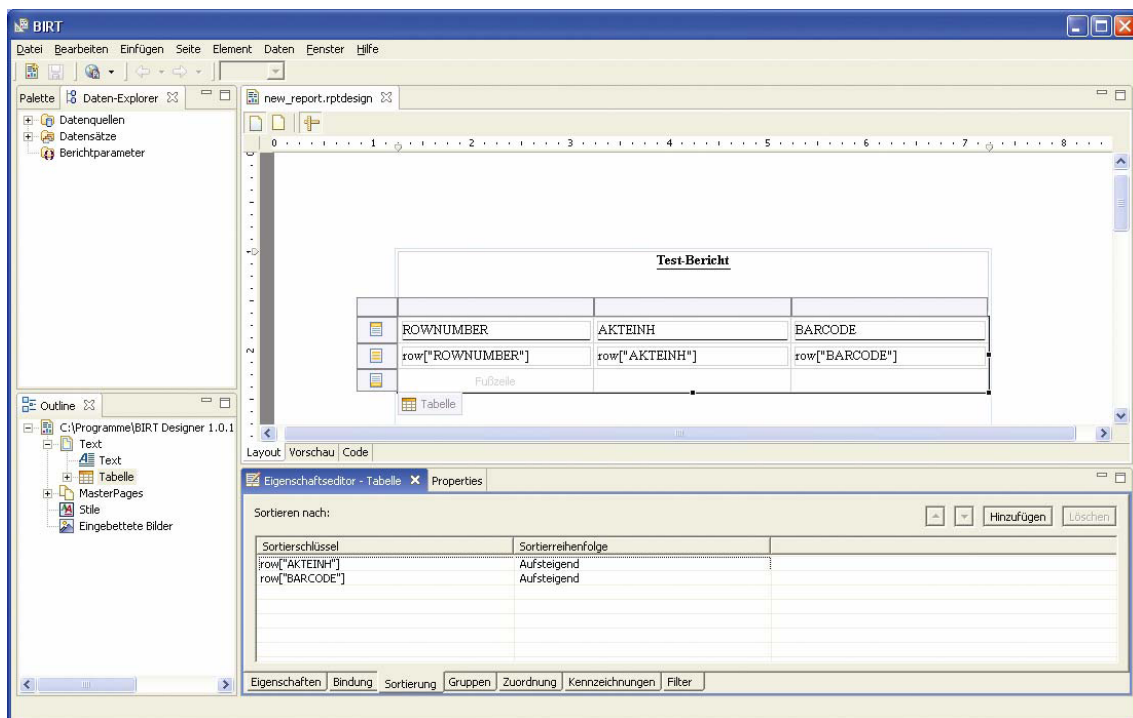 BIRT
Datei Bearbeiten Einfügen Seite Element Daten Fenster Hilfe
Palette Daten-Explorer
Datenquellen
Datensätze
Berichtparameter
new_report.rptdesign
0 1 2 3 4 5 6 7 8
Test-Bericht
ROWNUMBER AKTEINH BARCODE
row["ROWNUMBER"] row["AKTEINH"] row["BARCODE"]
Fußzeile
Tabelle
Layout Vorschau Code
Outline
C:\Programme\BIRT Designer 1.0.1
Text
Text
Tabelle
MasterPages
Stile
Eingebettete Bilder
Eigenschaftseditor - Tabelle Properties
Sortieren nach:
Hinzufügen Löschen
Sortierschlüssel Sortierreihenfolge
row["AKTEINH"] Aufsteigend
row["BARCODE"] Aufsteigend
Eigenschaften Bindung Sortierung Gruppen Zuordnung Kennzeichnungen Filter